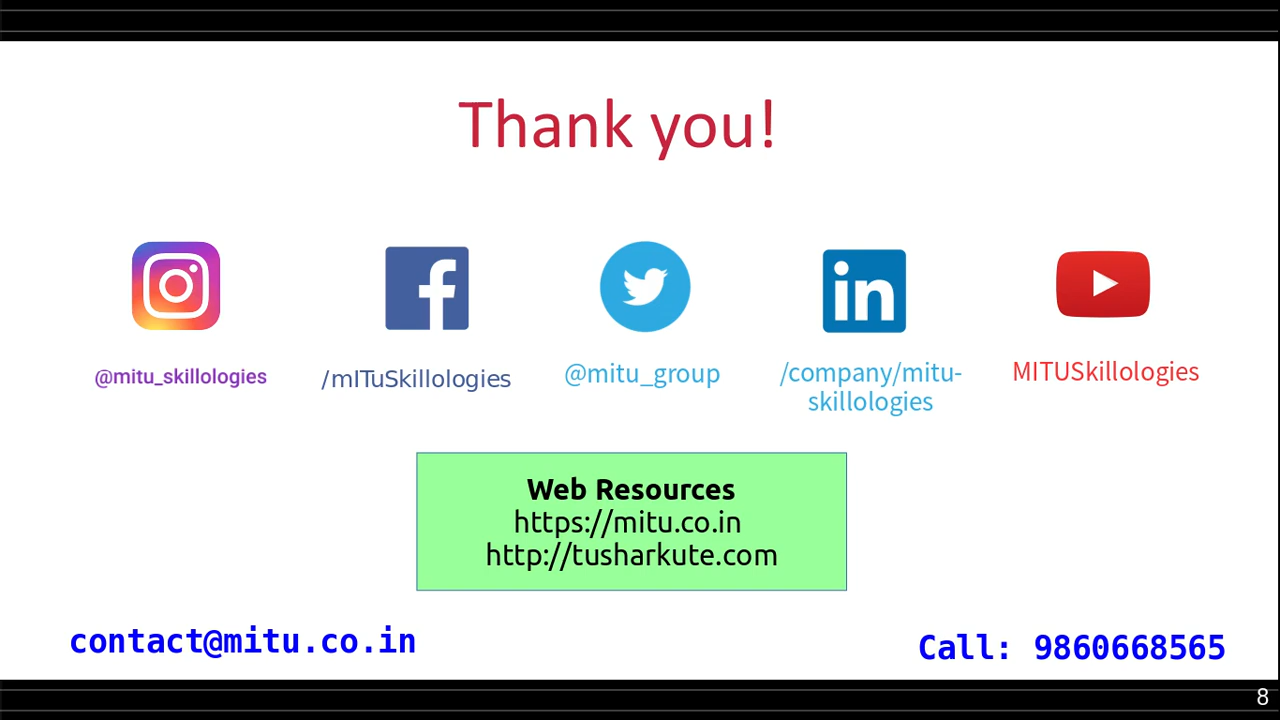 Thank you!
@mitu_skillologies
/mITuSkillologies
@mitu_group
/company/mitu-
skillologies
MITUSkillologies
Web Resources
https://mitu.co.in
http://tusharkute.com
contact@mitu.co.in
Call: 9860668565
8